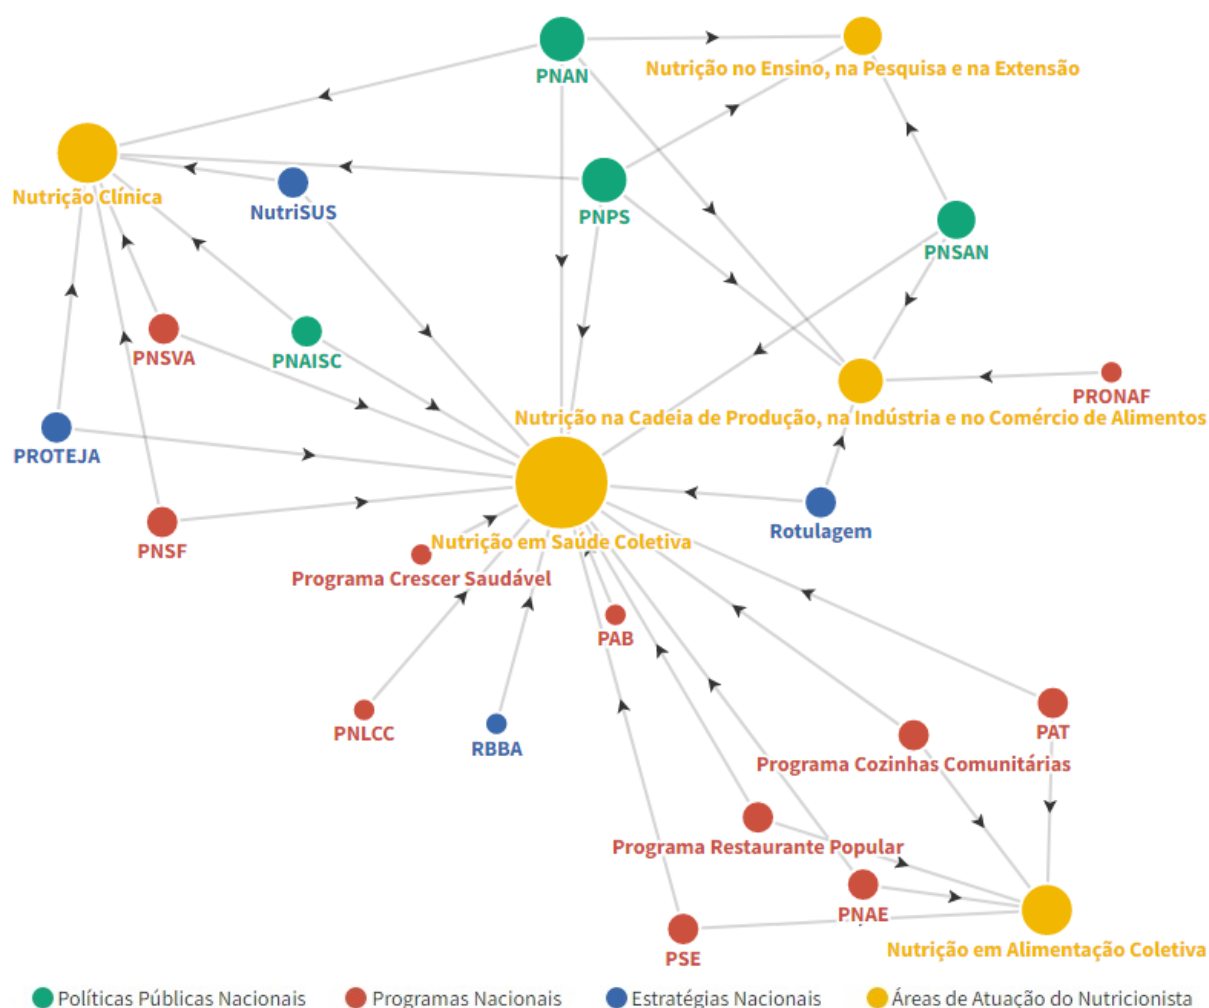 PNAN
Nutrição no Ensino, na Pesquisa e na Extensão
Nutrição Clínica
NutriSUS
PNPS
PNSAN
PNSVA
PNAISC
PRONAF
Nutrição na Cadeia de Produção, na Indústria e no Comércio de Alimentos
PROTEJA
Rotulagem
Nutrição em Saúde Coletiva
PNSF
Programa Crescer Saudável
PAB
PNLCC
RBBA
PAT
Programa Cozinhas Comunitárias
Programa Restaurante Popular
PNAE
Nutrição em Alimentação Coletiva
PSE
Políticas Públicas Nacionais
Programas Nacionais
Estratégias Nacionais
Áreas de Atuação do Nutricionista